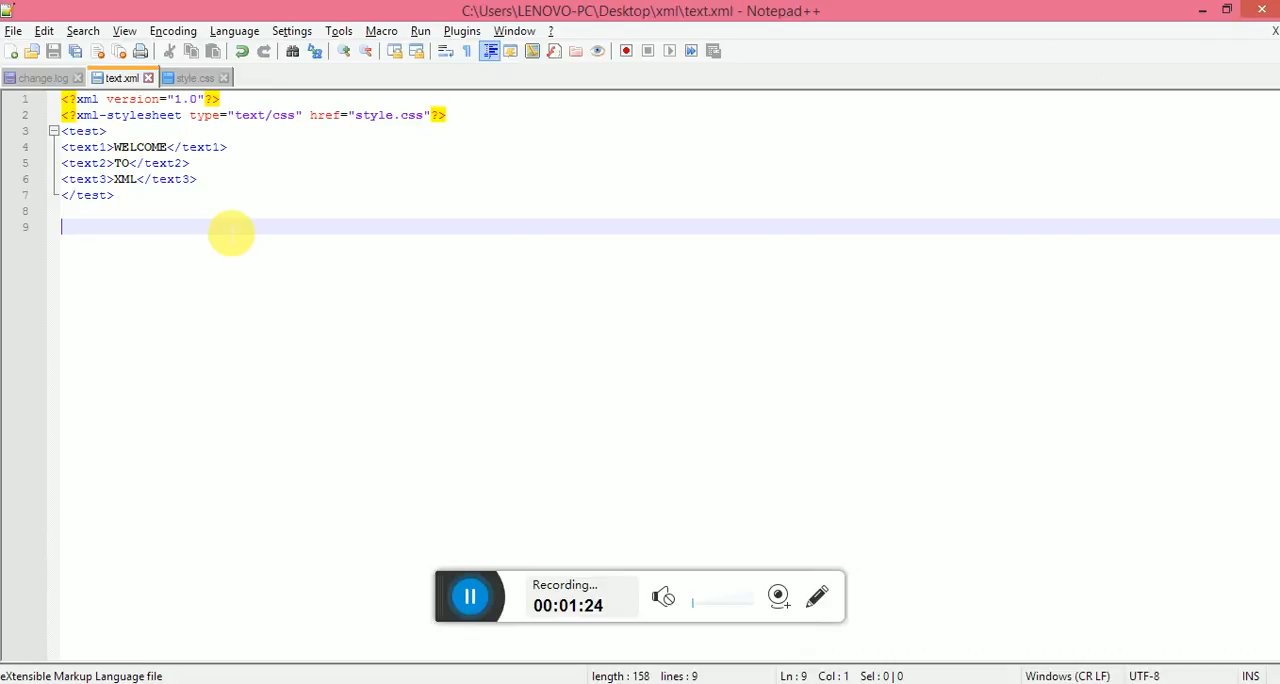 C:\Users\LENOVO-PC\Desktop\xml\text.xml - Notepad++
File Edit Search View Encoding Language Settings Tools Macro Run Plugins Window ? X
change.log text.xml style.css
1 <?xml version="1.0"?>
2 <?xml-stylesheet type="text/css" href="style.css"?>
3 <test>
4 <text1>WELCOME</text1>
5 <text2>TO</text2>
6 <text3>XML</text3>
7 </test>
8
9
Recording...
00:01:24
eXtensible Markup Language file length : 158 lines : 9 Ln : 9 Col : 1 Sel : 0 | 0 Windows (CR LF) UTF-8 INS